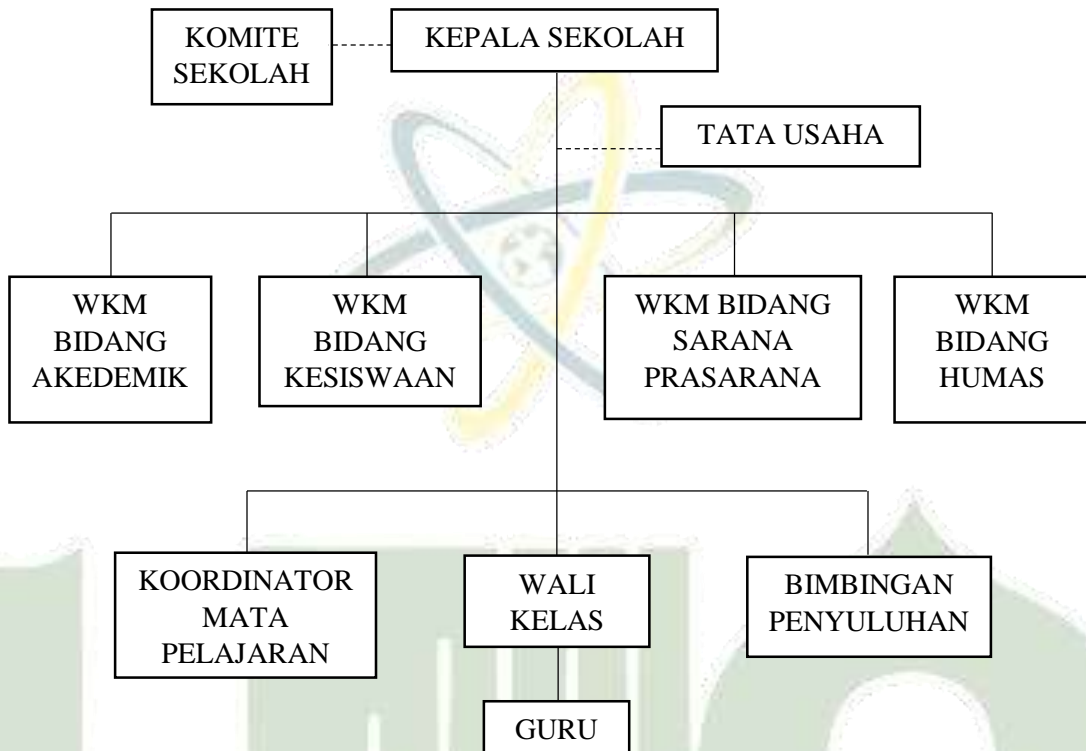 KOMITE
SEKOLAH
KEPALA SEKOLAH
TATA USAHA
WKM
BIDANG
AKEDEMIK
WKM
BIDANG
KESISWAAN
WKM BIDANG
SARANA
PRASARANA
WKM
BIDANG
HUMAS
KOORDINATOR
MATA
PELAJARAN
WALI
KELAS
BIMBINGAN
PENYULUHAN
GURU